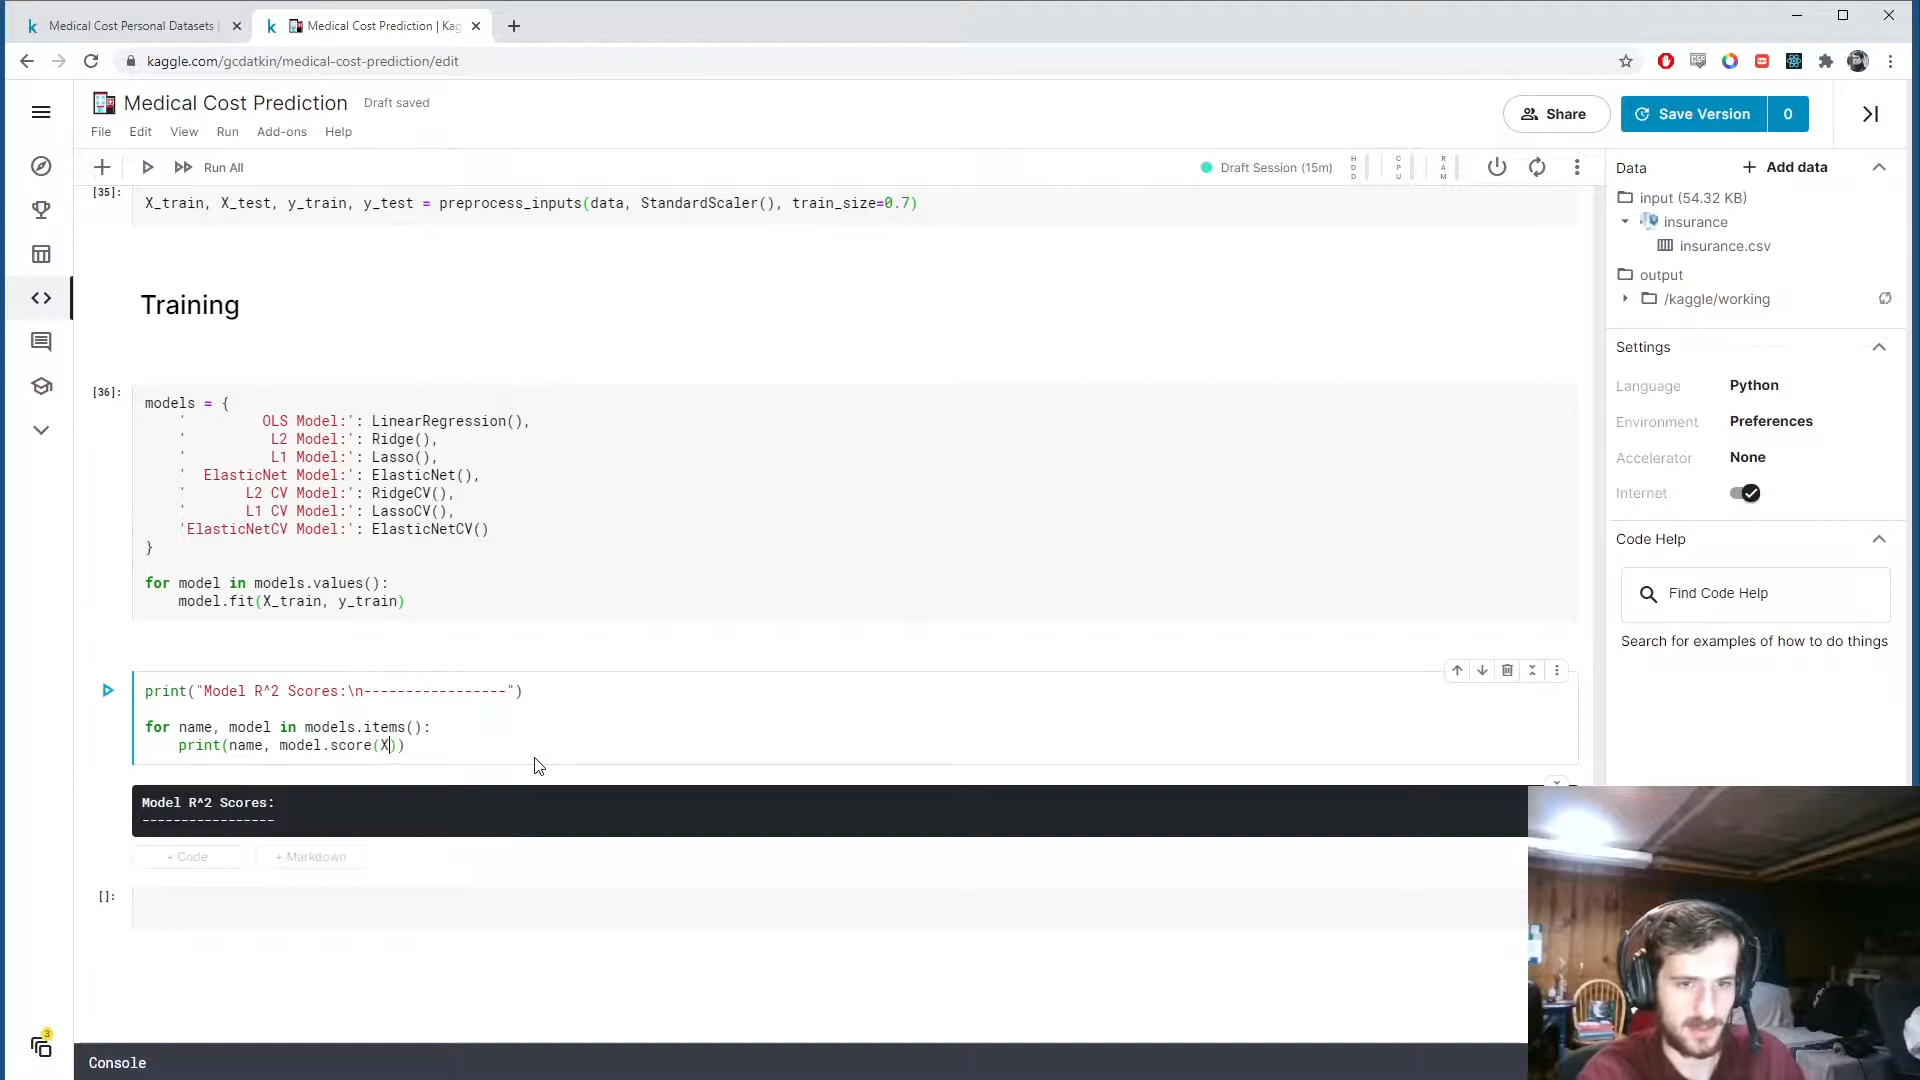 Medical Cost Personal Datasets
Medical Cost Prediction | Kag
kaggle.com/gcdatkin/medical-cost-prediction/edit
Medical Cost Prediction
Draft saved
Share
Save Version
0
File
Edit
View
Run
Add-ons
Help
Run All
Draft Session (15m)
HDD
CPU
RAM
[35]:
X_train, X_test, y_train, y_test = preprocess_inputs(data, StandardScaler(), train_size=0.7)
Training
[36]:
models = {
'         OLS Model:': LinearRegression(),
'          L2 Model:': Ridge(),
'          L1 Model:': Lasso(),
'  ElasticNet Model:': ElasticNet(),
'       L2 CV Model:': RidgeCV(),
'       L1 CV Model:': LassoCV(),
'ElasticNetCV Model:': ElasticNetCV()
}
for model in models.values():
model.fit(X_train, y_train)
print("Model R^2 Scores:\n-----------------")
for name, model in models.items():
print(name, model.score(X))
Model R^2 Scores:
-----------------
+ Code
+ Markdown
[]:
Console
3
Data
Add data
input (54.32 KB)
insurance
insurance.csv
output
/kaggle/working
Settings
Language
Python
Environment
Preferences
Accelerator
None
Internet
Code Help
Find Code Help
Search for examples of how to do things